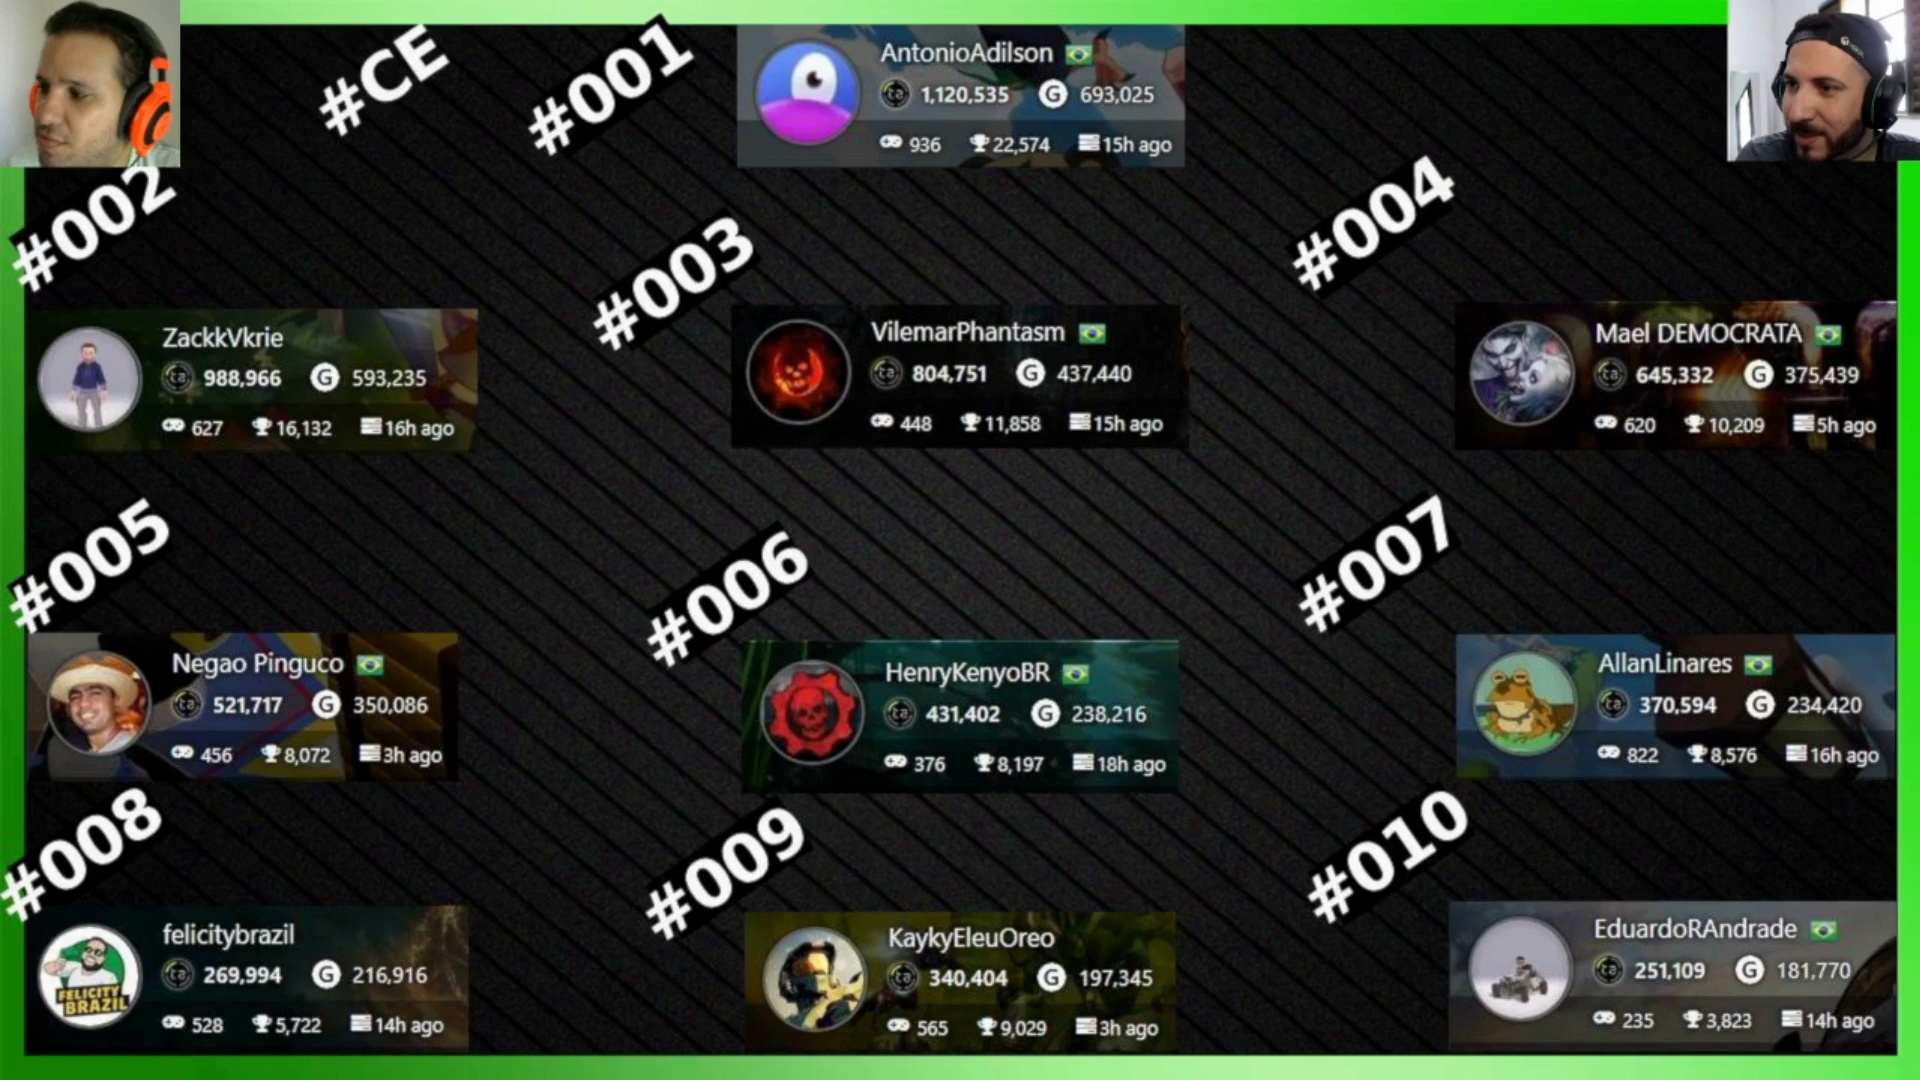 #CE
#001
AntonioAdilson
1,120,535 G 693,025
936 22,574 15h ago
#002
ZackkVkrie
988,966 G 593,235
627 16,132 16h ago
#003
VilemarPhantasm
804,751 G 437,440
448 11,858 15h ago
#004
Mael DEMOCRATA
645,332 G 375,439
620 10,209 5h ago
#005
Negao Pinguco
521,717 G 350,086
456 8,072 3h ago
#006
HenryKenyoBR
431,402 G 238,216
376 8,197 18h ago
#007
AllanLinares
370,594 G 234,420
822 8,576 16h ago
#008
felicitybrazil
269,994 G 216,916
528 5,722 14h ago
FELICITY
BRAZIL
#009
KaykyEleuOreo
340,404 G 197,345
565 9,029 3h ago
#010
EduardoRAndrade
251,109 G 181,770
235 3,823 14h ago